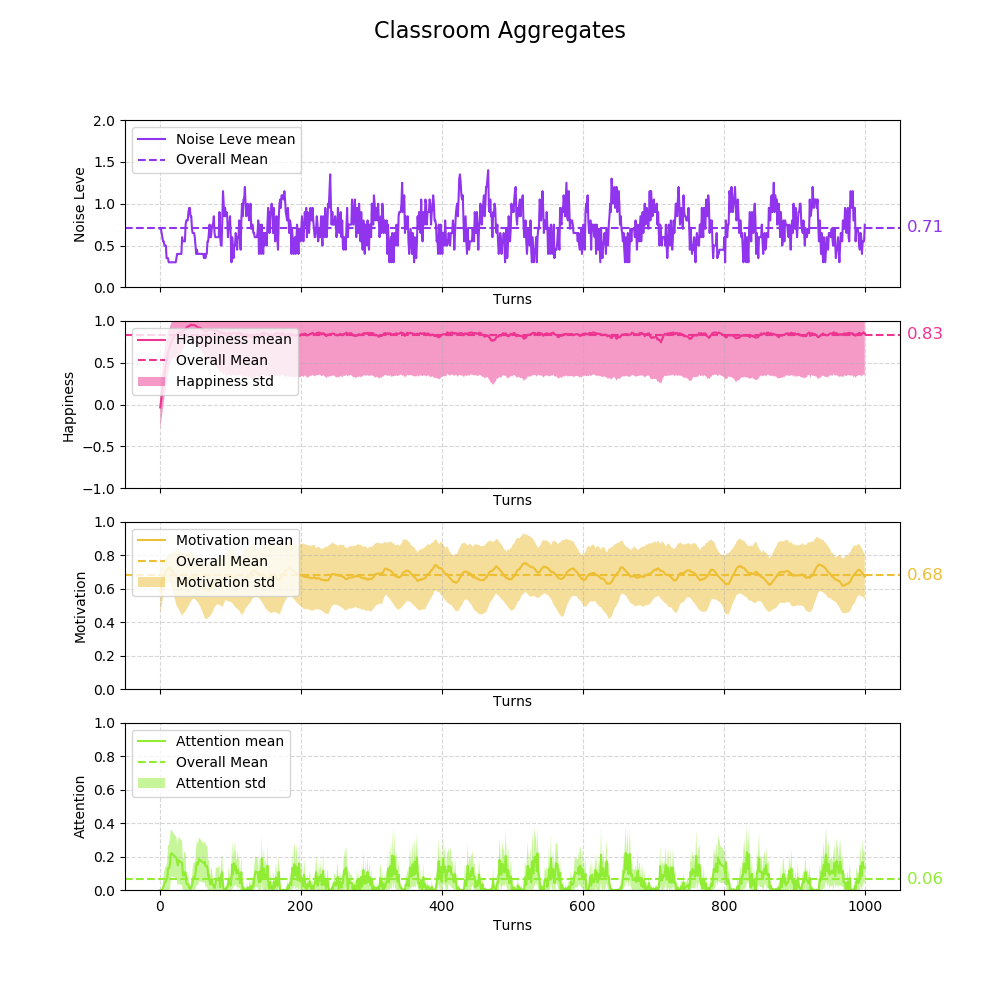 Classroom Aggregates
2.0
1.5
1.0
0.5
0.0
Noise Leve
Noise Leve mean
Overall Mean
0.71
Turns
1.0
0.5
0.0
−0.5
−1.0
Happiness
Happiness mean
Overall Mean
Happiness std
0.83
Turns
1.0
0.8
0.6
0.4
0.2
0.0
Motivation
Motivation mean
Overall Mean
Motivation std
0.68
Turns
1.0
0.8
0.6
0.4
0.2
0.0
Attention
Attention mean
Overall Mean
Attention std
0.06
0 200 400 600 800 1000
Turns